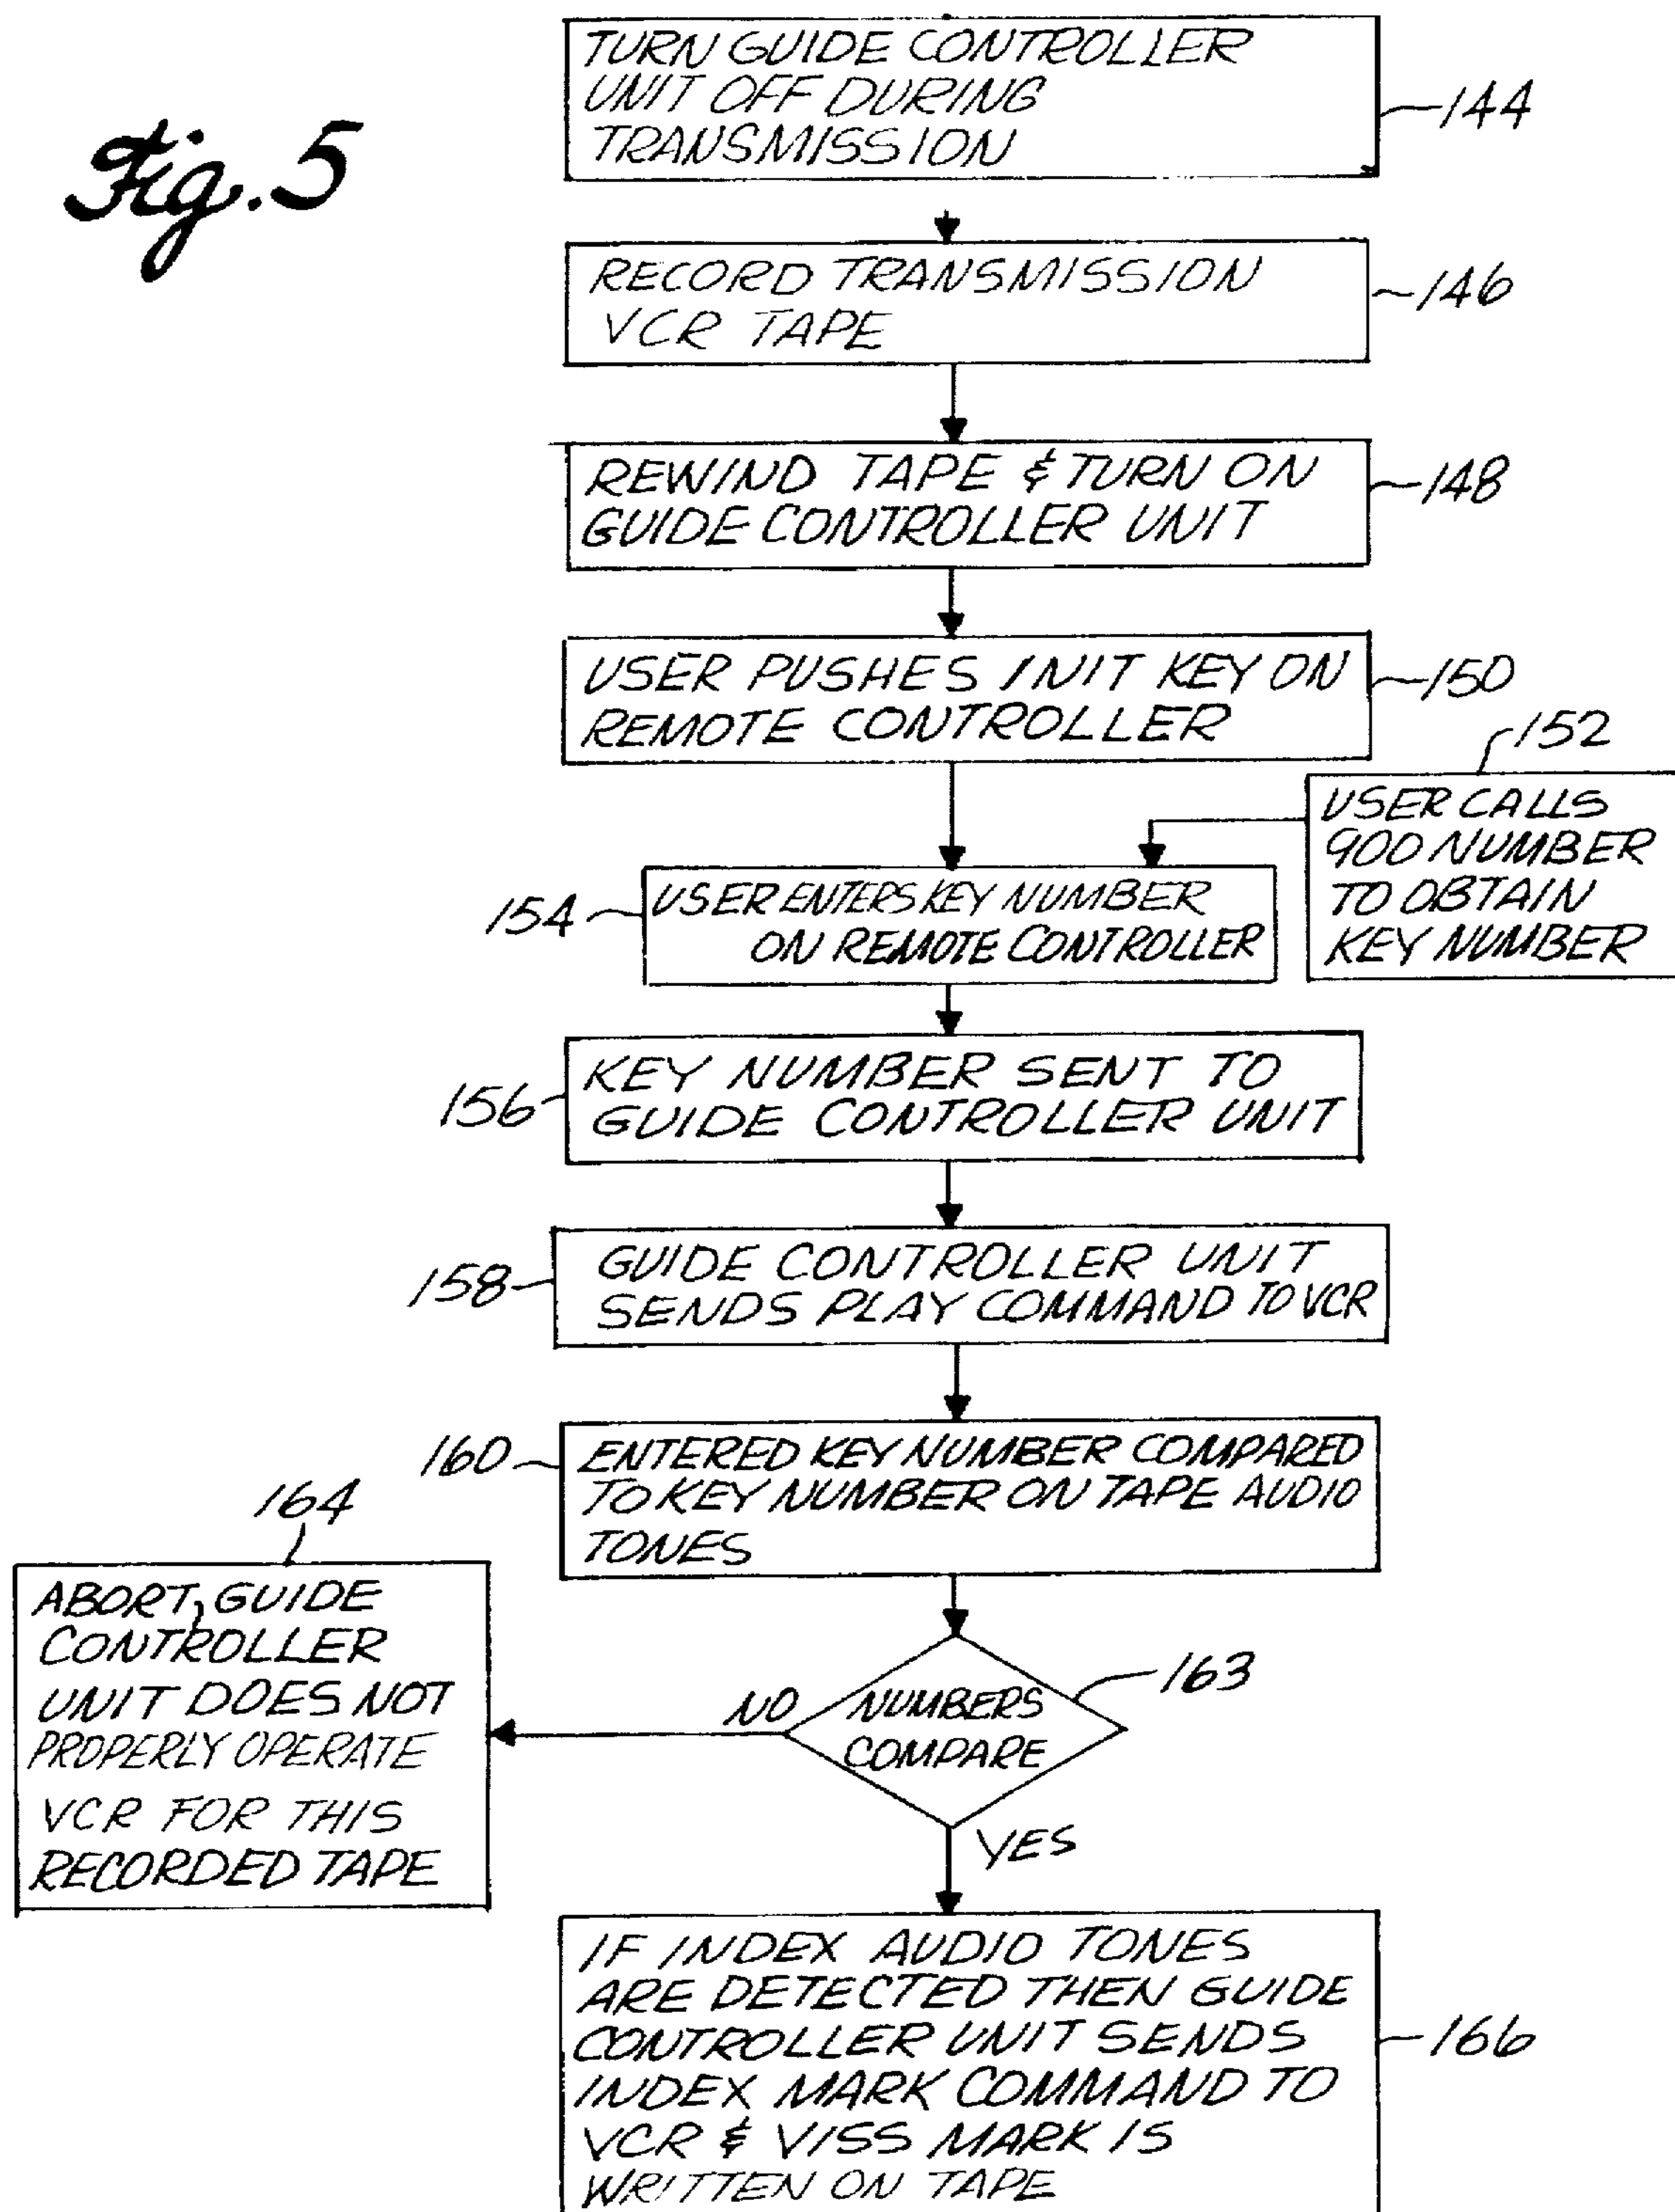 Fig. 5
TURN GUIDE CONTROLLER
UNIT OFF DURING
TRANSMISSION
144
RECORD TRANSMISSION
VCR TAPE
146
REWIND TAPE & TURN ON
GUIDE CONTROLLER UNIT
148
USER PUSHES INIT KEY ON
REMOTE CONTROLLER
150
152
USER CALLS
900 NUMBER
TO OBTAIN
KEY NUMBER
154
USER ENTERS KEY NUMBER
ON REMOTE CONTROLLER
156
KEY NUMBER SENT TO
GUIDE CONTROLLER UNIT
158
GUIDE CONTROLLER UNIT
SENDS PLAY COMMAND TO VCR
160
ENTERED KEY NUMBER COMPARED
TO KEY NUMBER ON TAPE AUDIO
TONES
163
NUMBERS
COMPARE
NO
164
ABORT, GUIDE
CONTROLLER
UNIT DOES NOT
PROPERLY OPERATE
VCR FOR THIS
RECORDED TAPE
YES
IF INDEX AUDIO TONES
ARE DETECTED THEN GUIDE
CONTROLLER UNIT SENDS
INDEX MARK COMMAND TO
VCR & VISS MARK IS
WRITTEN ON TAPE
166